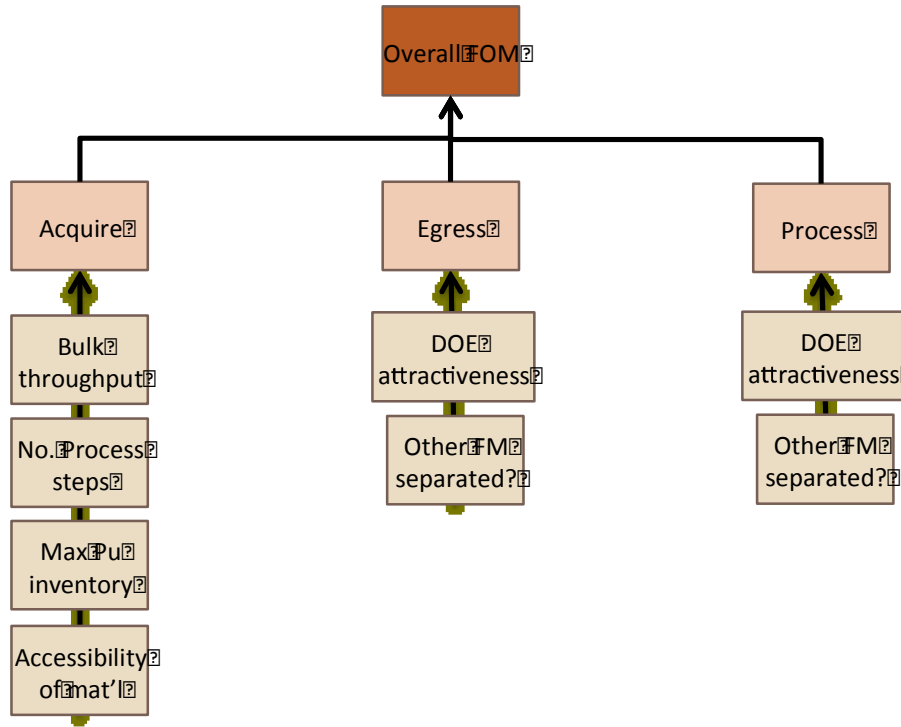 Overall FOM
Acquire
Egress
Process
Bulk
throughput
No. Process
steps
Max Pu
inventory
Accessibility
of mat'l
DOE
attractiveness
Other FM
separated?
DOE
attractiveness
Other FM
separated?